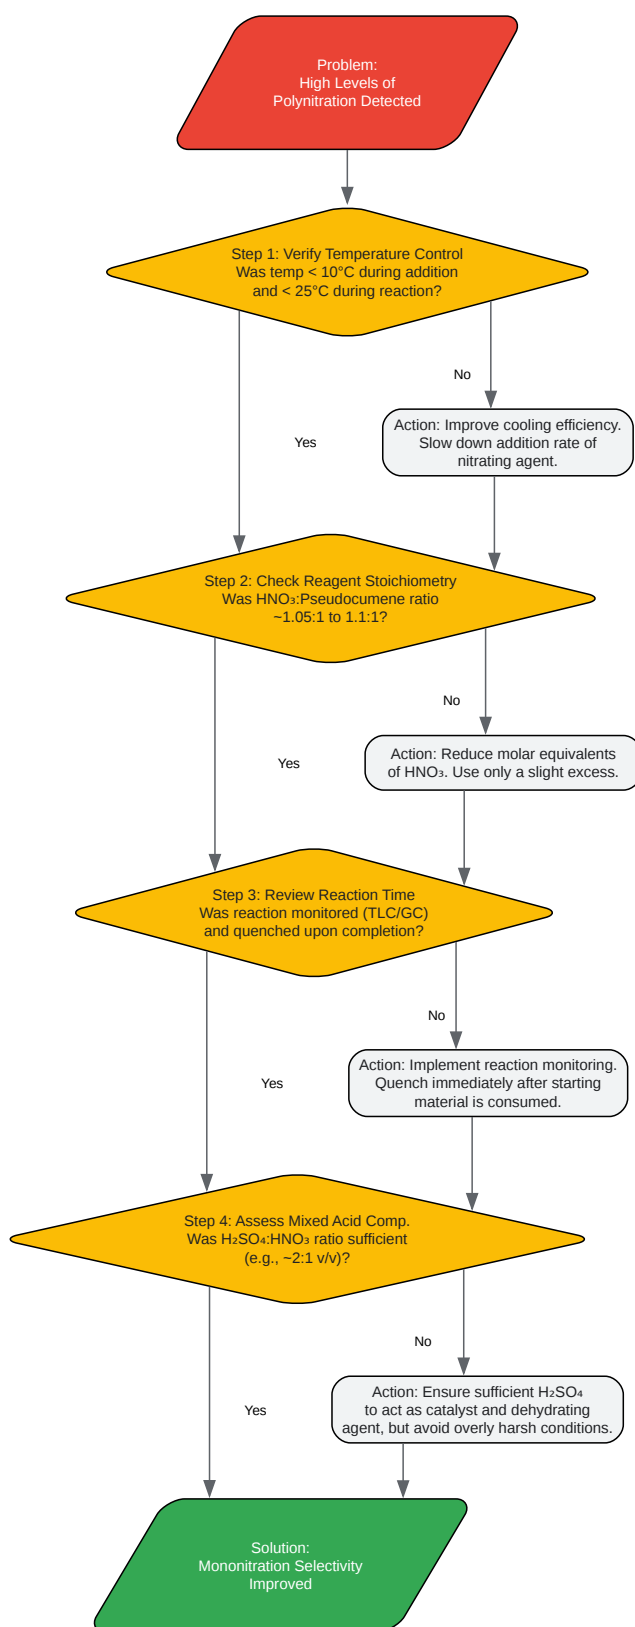 Problem:
High Levels of
Polynitration Detected
Step 1: Verify Temperature Control
Was temp < 10°C during addition
and < 25°C during reaction?
No
Yes
Action: Improve cooling efficiency.
Slow down addition rate of
nitrating agent.
Step 2: Check Reagent Stoichiometry
Was HNO₃:Pseudocumene ratio
~1.05:1 to 1.1:1?
No
Yes
Action: Reduce molar equivalents
of HNO₃. Use only a slight excess.
Step 3: Review Reaction Time
Was reaction monitored (TLC/GC)
and quenched upon completion?
No
Yes
Action: Implement reaction monitoring.
Quench immediately after starting
material is consumed.
Step 4: Assess Mixed Acid Comp.
Was H₂SO₄:HNO₃ ratio sufficient
(e.g., ~2:1 v/v)?
No
Yes
Action: Ensure sufficient H₂SO₄
to act as catalyst and dehydrating
agent, but avoid overly harsh conditions.
Solution:
Mononitration Selectivity
Improved